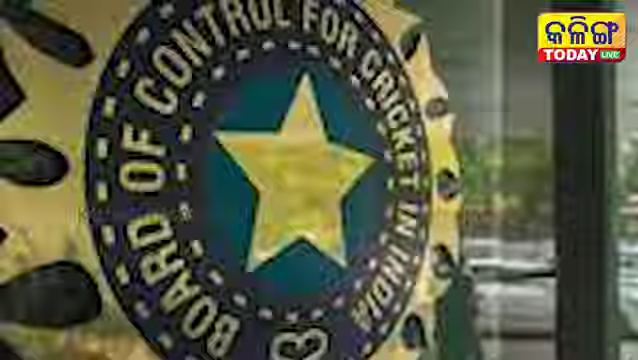 BOARD OF CONTROL FOR CRICKET IN INDIA
କଳିଙ୍ଗ
TODAY LIVE